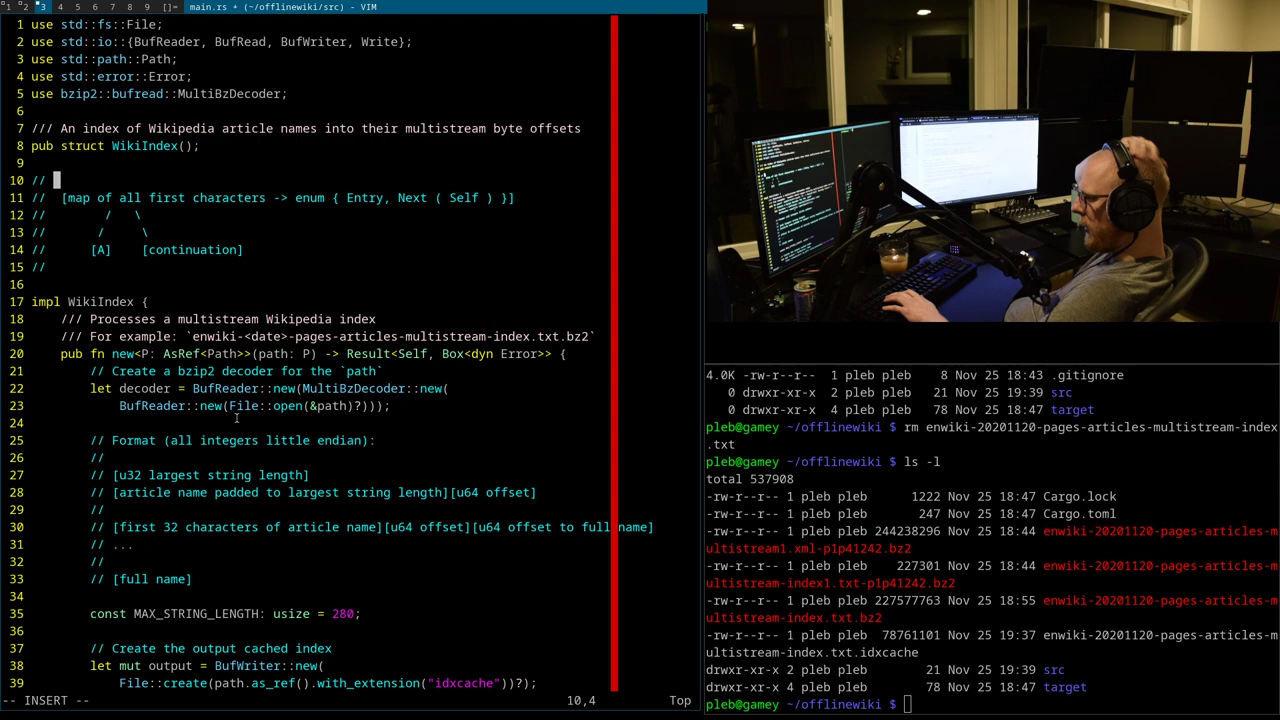 1 2 3 4 5 6 7 8 9 []= main.rs + (~/offlinewiki/src) - VIM
1 use std::fs::File;
2 use std::io::{BufReader, BufRead, BufWriter, Write};
3 use std::path::Path;
4 use std::error::Error;
5 use bzip2::bufread::MultiBzDecoder;
6
7 /// An index of Wikipedia article names into their multistream byte offsets
8 pub struct WikiIndex();
9
10 //
11 //  [map of all first characters -> enum { Entry, Next ( Self ) }]
12 //         /   \
13 //        /     \
14 //       [A]    [continuation]
15 //
16
17 impl WikiIndex {
18     /// Processes a multistream Wikipedia index
19     /// For example: `enwiki-<date>-pages-articles-multistream-index.txt.bz2`
20     pub fn new<P: AsRef<Path>>(path: P) -> Result<Self, Box<dyn Error>> {
21         // Create a bzip2 decoder for the `path`
22         let decoder = BufReader::new(MultiBzDecoder::new(
23             BufReader::new(File::open(&path)?)));
24
25         // Format (all integers little endian):
26         //
27         // [u32 largest string length]
28         // [article name padded to largest string length][u64 offset]
29         //
30         // [first 32 characters of article name][u64 offset][u64 offset to full name]
31         // ...
32         //
33         // [full name]
34
35         const MAX_STRING_LENGTH: usize = 280;
36
37         // Create the output cached index
38         let mut output = BufWriter::new(
39             File::create(path.as_ref().with_extension("idxcache"))?);
-- INSERT -- 10,4 Top
4.0K -rw-r--r--  1 pleb pleb    8 Nov 25 18:43 .gitignore
   0 drwxr-xr-x  2 pleb pleb   21 Nov 25 19:39 src
   0 drwxr-xr-x  4 pleb pleb   78 Nov 25 18:47 target
pleb@gamey ~/offlinewiki $ rm enwiki-20201120-pages-articles-multistream-index
.txt
pleb@gamey ~/offlinewiki $ ls -l
total 537908
-rw-r--r-- 1 pleb pleb      1222 Nov 25 18:47 Cargo.lock
-rw-r--r-- 1 pleb pleb       247 Nov 25 18:47 Cargo.toml
-rw-r--r-- 1 pleb pleb 244238296 Nov 25 18:44 enwiki-20201120-pages-articles-m
ultistream1.xml-p1p41242.bz2
-rw-r--r-- 1 pleb pleb    227301 Nov 25 18:44 enwiki-20201120-pages-articles-m
ultistream-index1.txt-p1p41242.bz2
-rw-r--r-- 1 pleb pleb 227577763 Nov 25 18:55 enwiki-20201120-pages-articles-m
ultistream-index.txt.bz2
-rw-r--r-- 1 pleb pleb  78761101 Nov 25 19:37 enwiki-20201120-pages-articles-m
ultistream-index.txt.idxcache
drwxr-xr-x 2 pleb pleb        21 Nov 25 19:39 src
drwxr-xr-x 4 pleb pleb        78 Nov 25 18:47 target
pleb@gamey ~/offlinewiki $